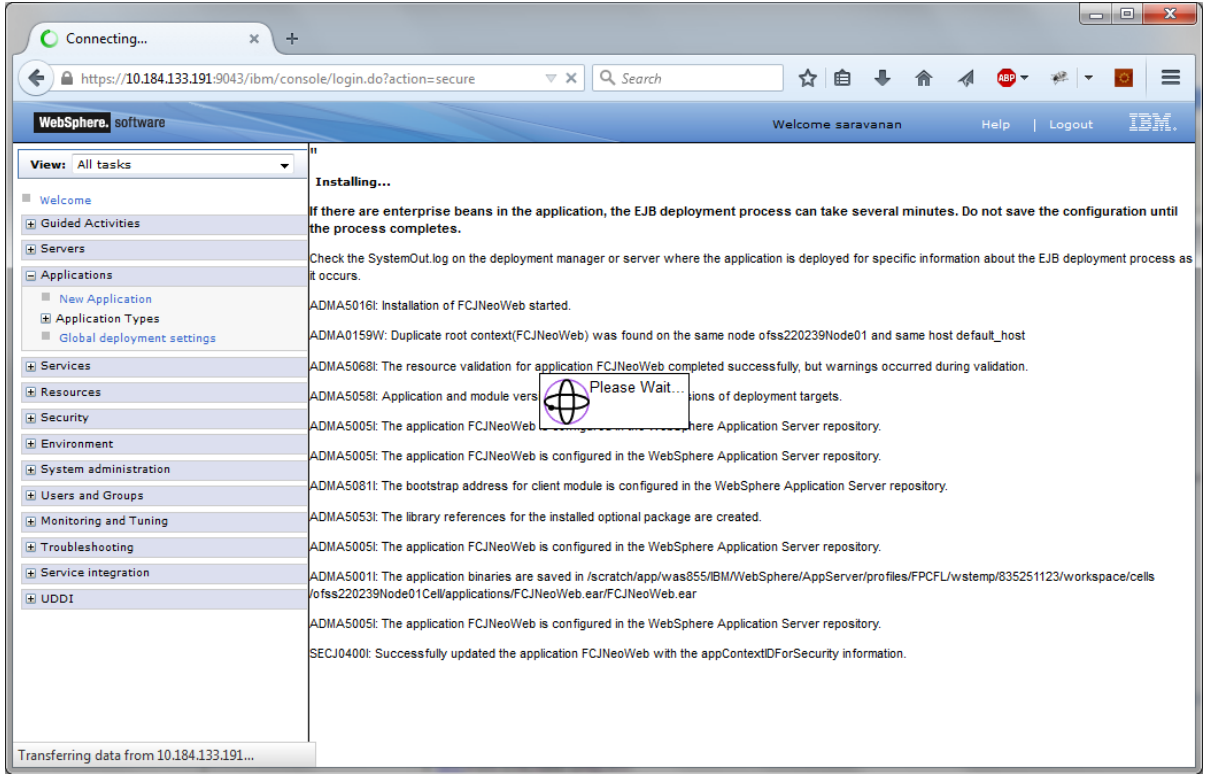 Connecting...
https://10.184.133.191:9043/ibm/console/login.do?action=secure
Search
ABP
WebSphere. software
Welcome saravanan
Help | Logout
IBM.
View: All tasks
Welcome
Guided Activities
Servers
Applications
New Application
Application Types
Global deployment settings
Services
Resources
Security
Environment
System administration
Users and Groups
Monitoring and Tuning
Troubleshooting
Service integration
UDDI
"
Installing...
If there are enterprise beans in the application, the EJB deployment process can take several minutes. Do not save the configuration until
the process completes.
Check the SystemOut.log on the deployment manager or server where the application is deployed for specific information about the EJB deployment process as
it occurs.
ADMA5016I: Installation of FCJNeoWeb started.
ADMA0159W: Duplicate root context(FCJNeoWeb) was found on the same node ofss220239Node01 and same host default_host
ADMA5068I: The resource validation for application FCJNeoWeb completed successfully, but warnings occurred during validation.
Please Wait...
ADMA5058I: Application and module vers sions of deployment targets.
ADMA5005I: The application FCJNeoWeb is configured in the WebSphere Application Server repository.
ADMA5005I: The application FCJNeoWeb is configured in the WebSphere Application Server repository.
ADMA5081I: The bootstrap address for client module is configured in the WebSphere Application Server repository.
ADMA5053I: The library references for the installed optional package are created.
ADMA5005I: The application FCJNeoWeb is configured in the WebSphere Application Server repository.
ADMA5001I: The application binaries are saved in /scratch/app/was855/IBM/WebSphere/AppServer/profiles/FPCFL/wstemp/835251123/workspace/cells
/ofss220239Node01Cell/applications/FCJNeoWeb.ear/FCJNeoWeb.ear
ADMA5005I: The application FCJNeoWeb is configured in the WebSphere Application Server repository.
SECJ0400I: Successfully updated the application FCJNeoWeb with the appContextIDForSecurity information.
Transferring data from 10.184.133.191...